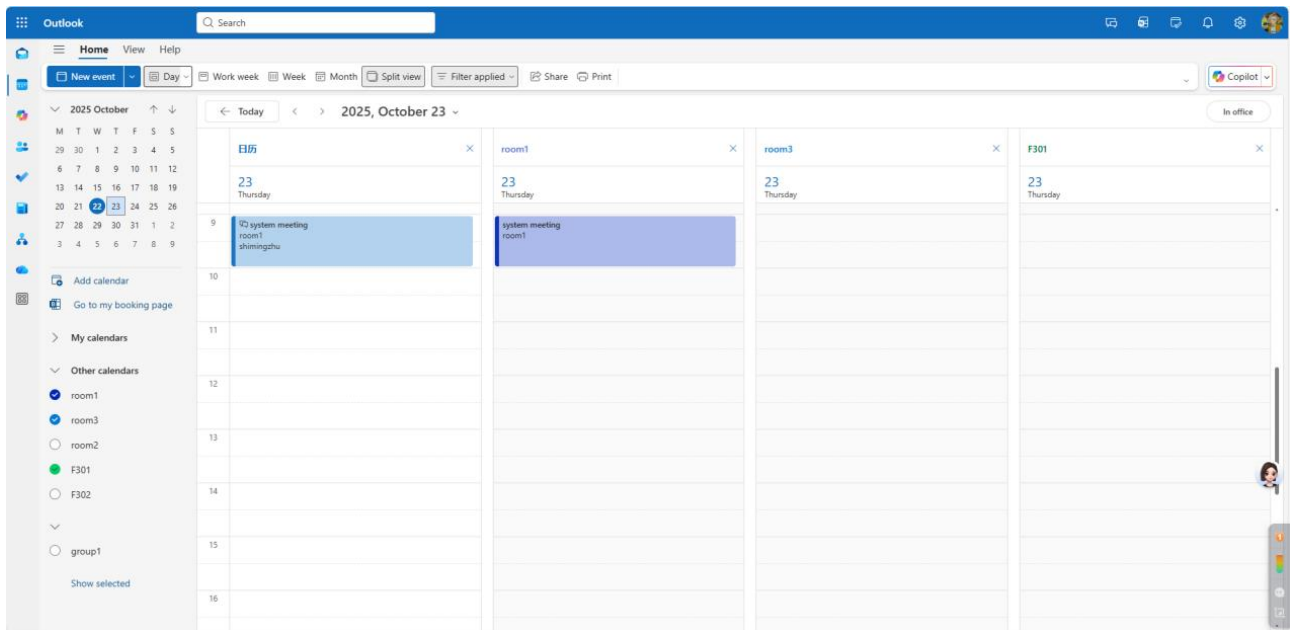 Outlook
Search
Home View Help
New event Day Work week Week Month Split view Filter applied Share Print
Copilot
2025 October
Today 2025, October 23
In office
M T W T F S S
29 30 1 2 3 4 5
6 7 8 9 10 11 12
13 14 15 16 17 18 19
20 21 22 23 24 25 26
27 28 29 30 31 1 2
3 4 5 6 7 8 9
Add calendar
Go to my booking page
My calendars
Other calendars
room1
room3
room2
F301
F302
group1
Show selected
日历 room1 room3 F301
23 23 23 23
Thursday Thursday Thursday Thursday
9
system meeting
room1
shimingzhu
system meeting
room1
10
11
12
13
14
15
16